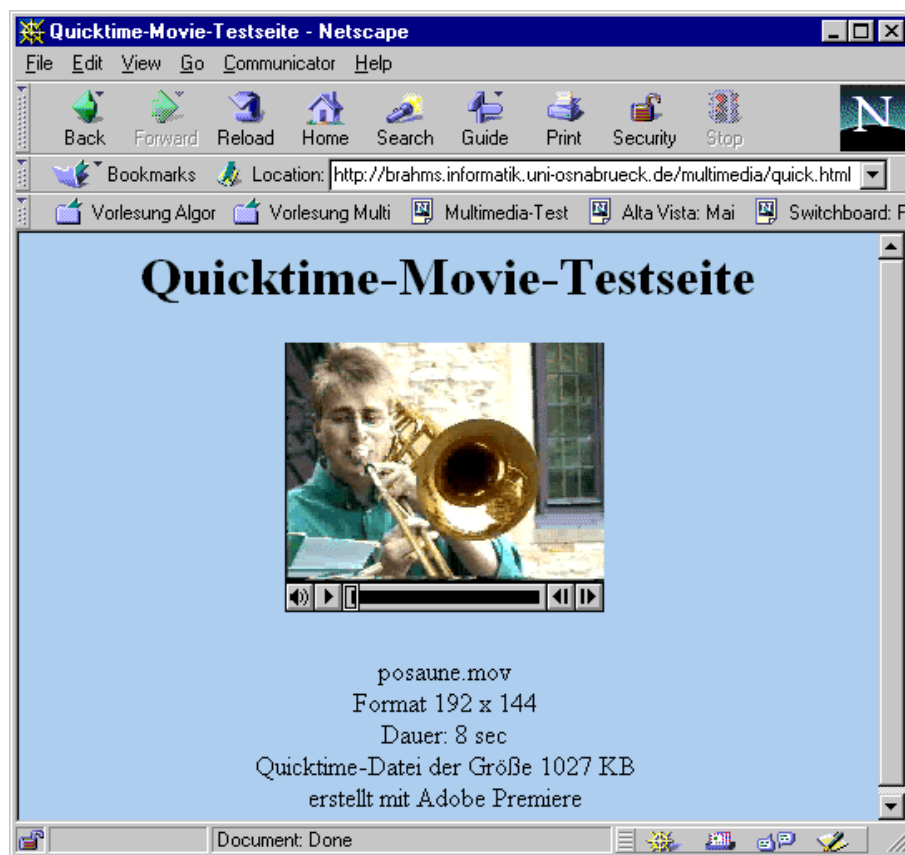 Quicktime-Movie-Testseite - Netscape
File Edit View Go Communicator Help
Back Forward Reload Home Search Guide Print Security Stop
N
Bookmarks Location: http://brahms.informatik.uni-osnabrueck.de/multimedia/quick.html
Vorlesung Algor Vorlesung Multi Multimedia-Test Alta Vista: Mai Switchboard: F
Quicktime-Movie-Testseite
posaune.mov
Format 192 x 144
Dauer: 8 sec
Quicktime-Datei der Größe 1027 KB
erstellt mit Adobe Premiere
Document: Done